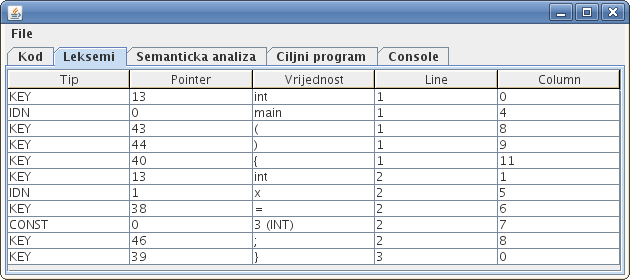 File
Kod Leksemi Semanticka analiza Ciljni program Console
Tip Pointer Vrijednost Line Column
KEY 13 int 1 0
IDN 0 main 1 4
KEY 43 ( 1 8
KEY 44 ) 1 9
KEY 40 { 1 11
KEY 13 int 2 1
IDN 1 x 2 5
KEY 38 = 2 6
CONST 0 3 (INT) 2 7
KEY 46 ; 2 8
KEY 39 } 3 0